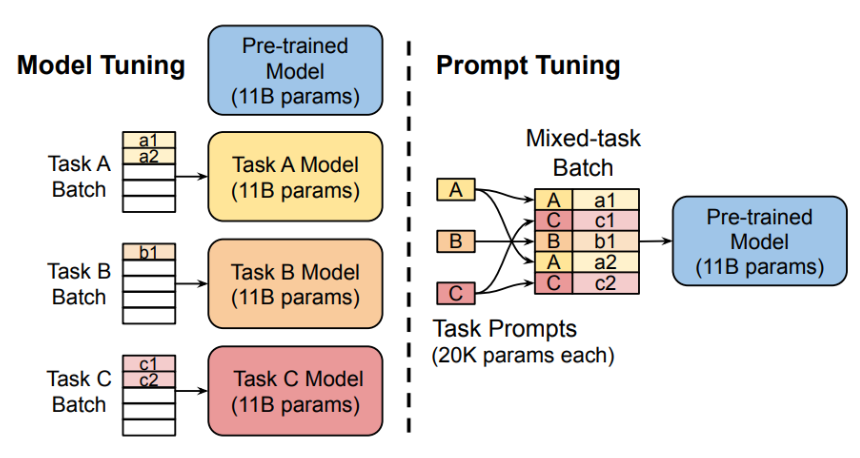 Model Tuning
Pre-trained
Model
(11B params)
a1
a2
Task A
Batch
Task A Model
(11B params)
b1
Task B
Batch
Task B Model
(11B params)
c1
c2
Task C
Batch
Task C Model
(11B params)
Prompt Tuning
Mixed-task
Batch
A
B
C
A a1
C c1
B b1
A a2
C c2
Task Prompts
(20K params each)
Pre-trained
Model
(11B params)